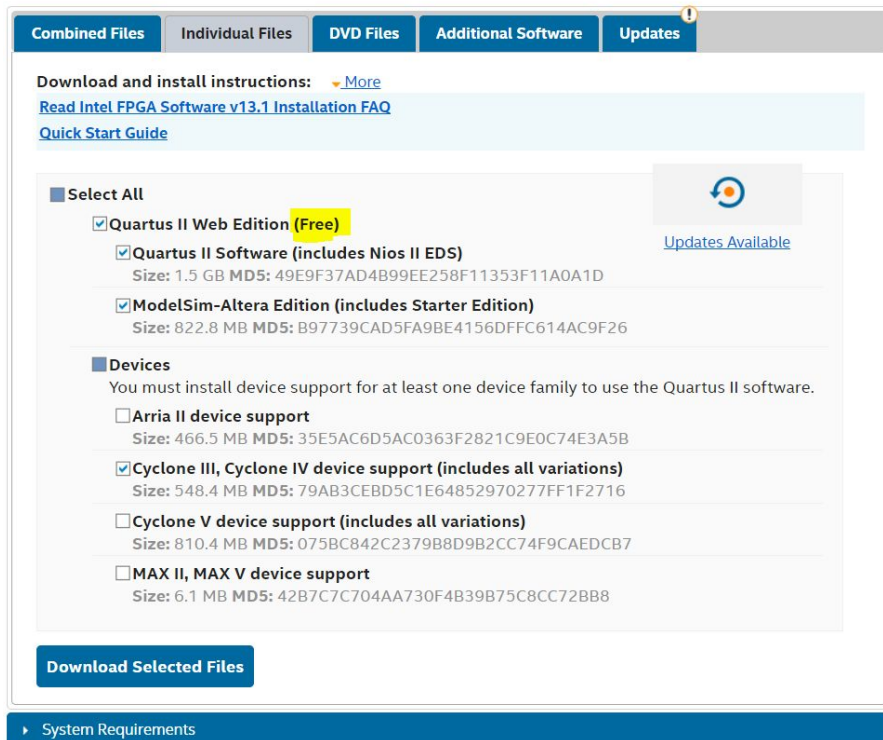 Combined Files
Individual Files
DVD Files
Additional Software
Updates
!
Download and install instructions: More
Read Intel FPGA Software v13.1 Installation FAQ
Quick Start Guide
Select All
Quartus II Web Edition (Free)
Updates Available
Quartus II Software (includes Nios II EDS)
Size: 1.5 GB MD5: 49E9F37AD4B99EE258F11353F11A0A1D
ModelSim-Altera Edition (includes Starter Edition)
Size: 822.8 MB MD5: B97739CAD5FA9BE4156DFFC614AC9F26
Devices
You must install device support for at least one device family to use the Quartus II software.
Arria II device support
Size: 466.5 MB MD5: 35E5AC6D5AC0363F2821C9E0C74E3A5B
Cyclone III, Cyclone IV device support (includes all variations)
Size: 548.4 MB MD5: 79AB3CEBD5C1E64852970277FF1F2716
Cyclone V device support (includes all variations)
Size: 810.4 MB MD5: 075BC842C2379B8D9B2CC74F9CAEDCB7
MAX II, MAX V device support
Size: 6.1 MB MD5: 42B7C7C704AA730F4B39B75C8CC72BB8
Download Selected Files
System Requirements